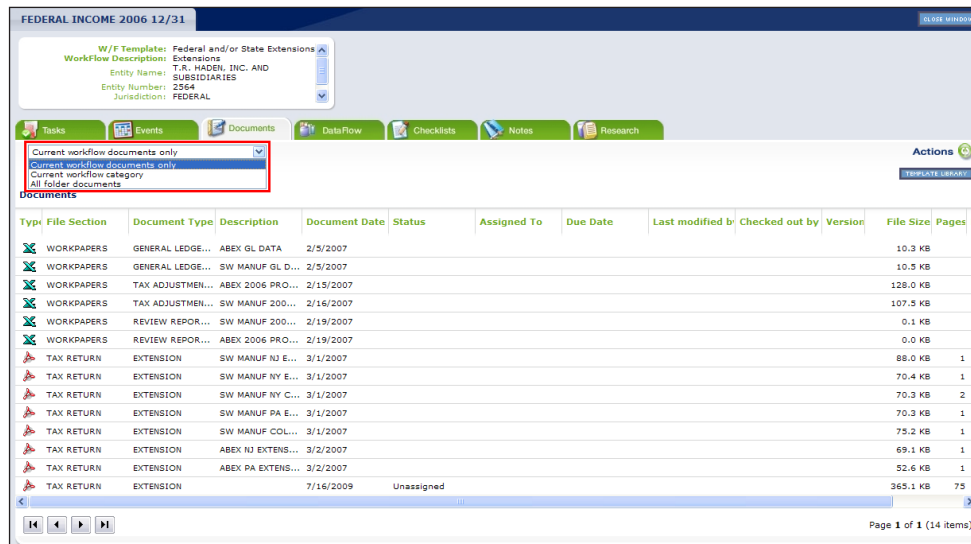 FEDERAL INCOME 2006 12/31
CLOSE WINDOW
W/F Template: Federal and/or State Extensions
WorkFlow Description: Extensions
Entity Name: T.R. HADEN, INC. AND SUBSIDIARIES
Entity Number: 2564
Jurisdiction: FEDERAL
Tasks Events Documents DataFlow Checklists Notes Research
Current workflow documents only
Actions
Current workflow documents only
Current workflow category
All folder documents
TEMPLATE LIBRARY
Documents
Type File Section Document Type Description Document Date Status Assigned To Due Date Last modified by Checked out by Version File Size Pages
WORKPAPERS GENERAL LEDGE... ABEX GL DATA 2/5/2007 10.3 KB
WORKPAPERS GENERAL LEDGE... SW MANUF GL D... 2/5/2007 10.5 KB
WORKPAPERS TAX ADJUSTMEN... ABEX 2006 PRO... 2/15/2007 128.0 KB
WORKPAPERS TAX ADJUSTMEN... SW MANUF 200... 2/16/2007 107.5 KB
WORKPAPERS REVIEW REPOR... SW MANUF 200... 2/19/2007 0.1 KB
WORKPAPERS REVIEW REPOR... ABEX 2006 PRO... 2/19/2007 0.0 KB
TAX RETURN EXTENSION SW MANUF NJ E... 3/1/2007 88.0 KB 1
TAX RETURN EXTENSION SW MANUF NY E... 3/1/2007 70.4 KB 1
TAX RETURN EXTENSION SW MANUF NY C... 3/1/2007 70.3 KB 2
TAX RETURN EXTENSION SW MANUF PA E... 3/1/2007 70.3 KB 1
TAX RETURN EXTENSION SW MANUF COL... 3/1/2007 75.2 KB 1
TAX RETURN EXTENSION ABEX NJ EXTENS... 3/2/2007 69.1 KB 1
TAX RETURN EXTENSION ABEX PA EXTENS... 3/2/2007 52.6 KB 1
TAX RETURN EXTENSION 7/16/2009 Unassigned 365.1 KB 75
Page 1 of 1 (14 items)